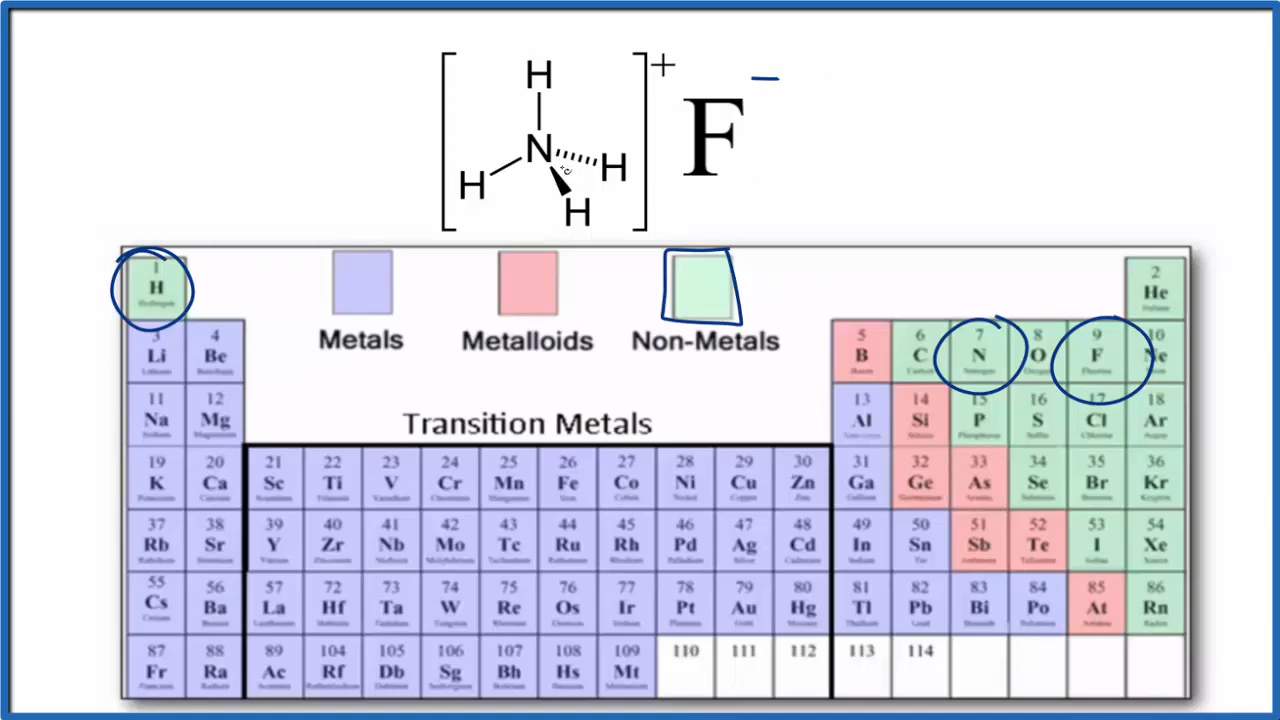 H
[ N ]+ F −
H H
H
1 2
H He
Metals Metalloids Non-Metals
3 4 5 6 7 8 9 10
Li Be B C N O F Ne
11 12 13 14 15 16 17 18
Na Mg Al Si P S Cl Ar
Transition Metals
19 20 21 22 23 24 25 26 27 28 29 30 31 32 33 34 35 36
K Ca Sc Ti V Cr Mn Fe Co Ni Cu Zn Ga Ge As Se Br Kr
37 38 39 40 41 42 43 44 45 46 47 48 49 50 51 52 53 54
Rb Sr Y Zr Nb Mo Tc Ru Rh Pd Ag Cd In Sn Sb Te I Xe
55 56 57 72 73 74 75 76 77 78 79 80 81 82 83 84 85 86
Cs Ba La Hf Ta W Re Os Ir Pt Au Hg Tl Pb Bi Po At Rn
87 88 89 104 105 106 107 108 109 110 111 112 113 114
Fr Ra Ac Rf Db Sg Bh Hs Mt